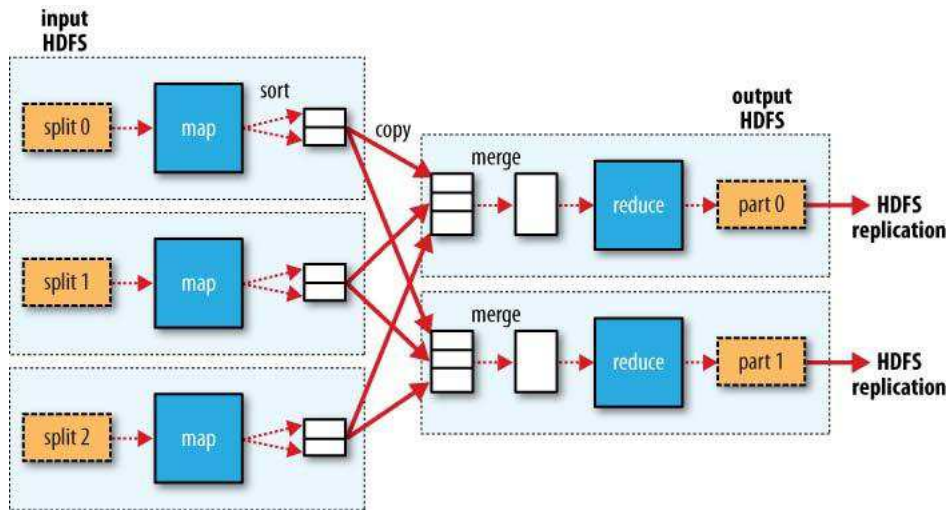 input
HDFS
split 0
map
sort
copy
split 1
map
split 2
map
output
HDFS
merge
reduce
part 0
HDFS
replication
merge
reduce
part 1
HDFS
replication